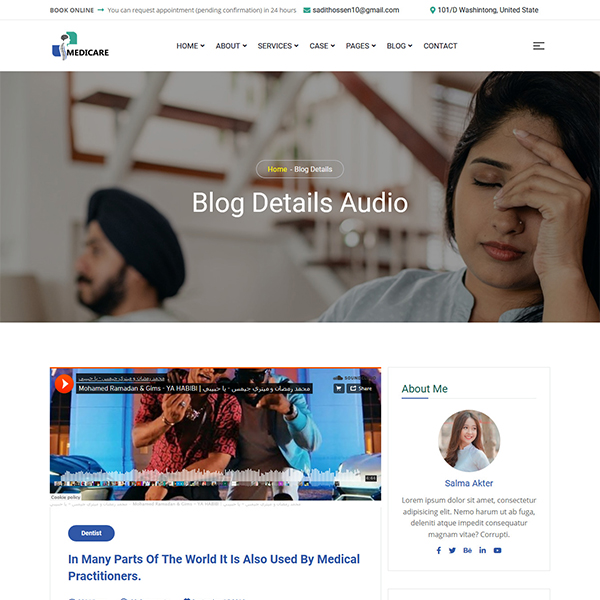 BOOK ONLINE → You can request appointment (pending confirmation) in 24 hours
sadithossen10@gmail.com
101/D Washintong, United State
MEDICARE
HOME ABOUT SERVICES CASE PAGES BLOG CONTACT
Home - Blog Details
Blog Details Audio
محمد رمضان و ميتري جيمس - يا حبيبي
Mohamed Ramadan & Gims - YA HABIBI | محمد رمضان و ميتري جيمس - يا حبيبي
Share
Cookie policy
Dentist
In Many Parts Of The World It Is Also Used By Medical
Practitioners.
About Me
Salma Akter
Lorem ipsum dolor sit amet, consectetur
adipisicing elit. Nemo harum ut ab fuga,
deleniti atque impedit consequatur
magnam vitae? Corrupti.